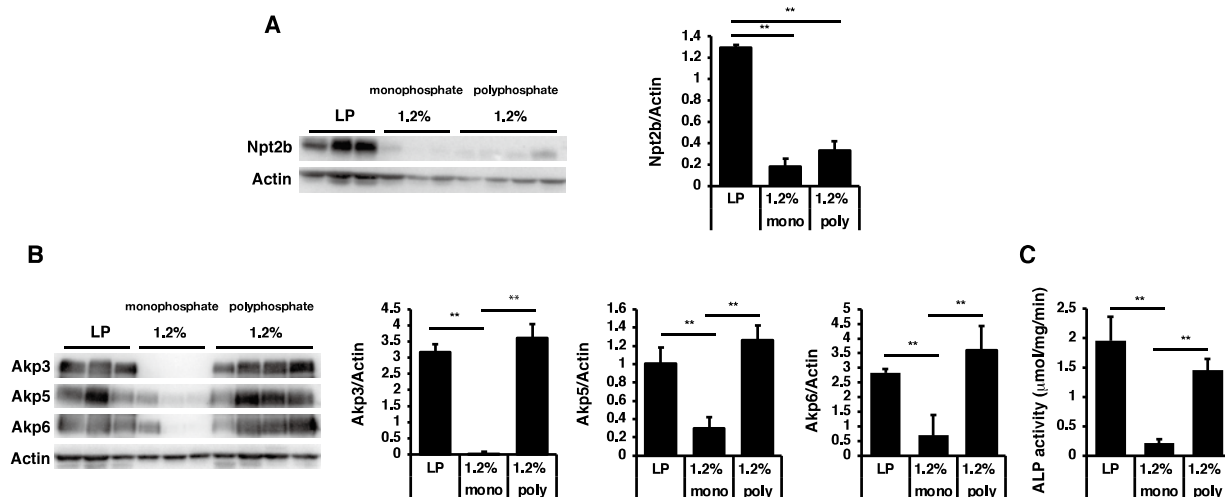 A
monophosphate polyphosphate
LP 1.2% 1.2%
Npt2b
Actin
** **
Npt2b/Actin
1.4
1.2
1
0.8
0.6
0.4
0.2
0
LP 1.2% 1.2%
mono poly
B
monophosphate polyphosphate
LP 1.2% 1.2%
Akp3
Akp5
Akp6
Actin
** **
Akp3/Actin
4.5
4
3.5
3
2.5
2
1.5
1
0.5
0
LP 1.2% 1.2%
mono poly
** **
Akp5/Actin
1.6
1.4
1.2
1
0.8
0.6
0.4
0.2
0
LP 1.2% 1.2%
mono poly
** **
Akp6/Actin
5
4.5
4
3.5
3
2.5
2
1.5
1
0.5
0
LP 1.2% 1.2%
mono poly
C
** **
ALP activity (μmol/mg/min)
2.5
2
1.5
1
0.5
0
LP 1.2% 1.2%
mono poly